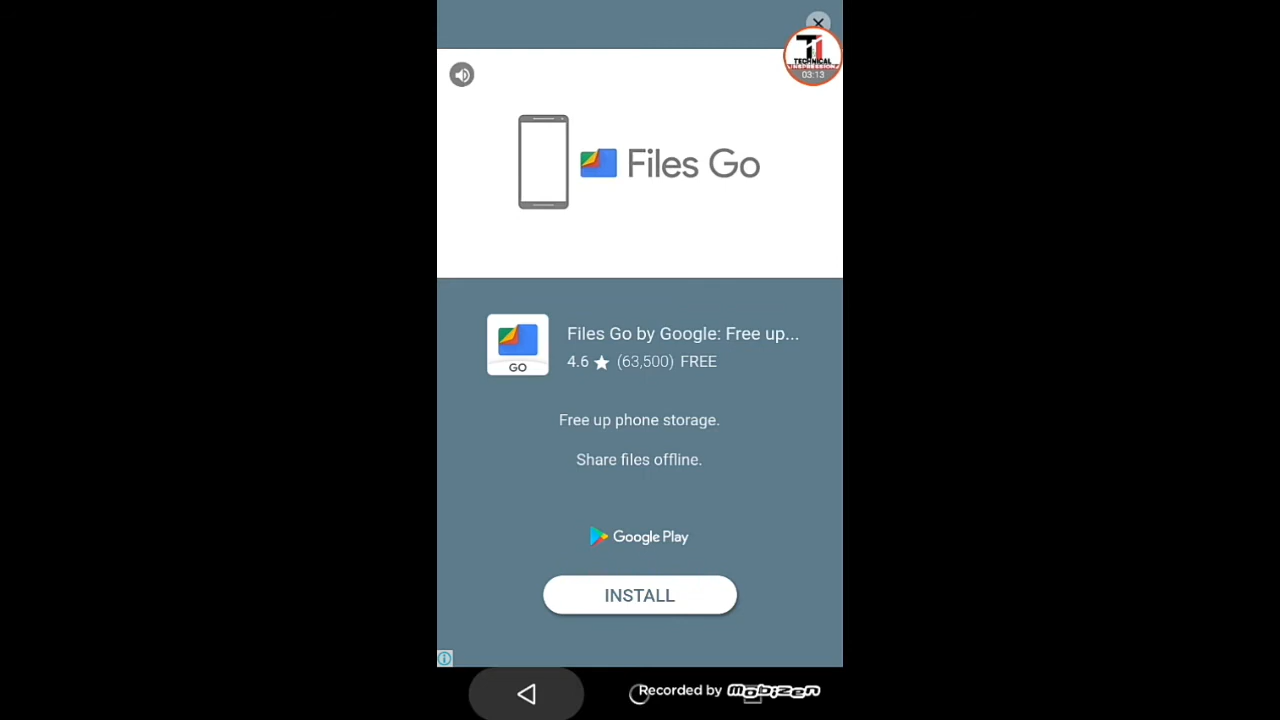 TECHNICAL
03:13
Files Go
GO
Files Go by Google: Free up...
4.6 ★ (63,500) FREE
Free up phone storage.
Share files offline.
Google Play
INSTALL
Recorded by mobizen